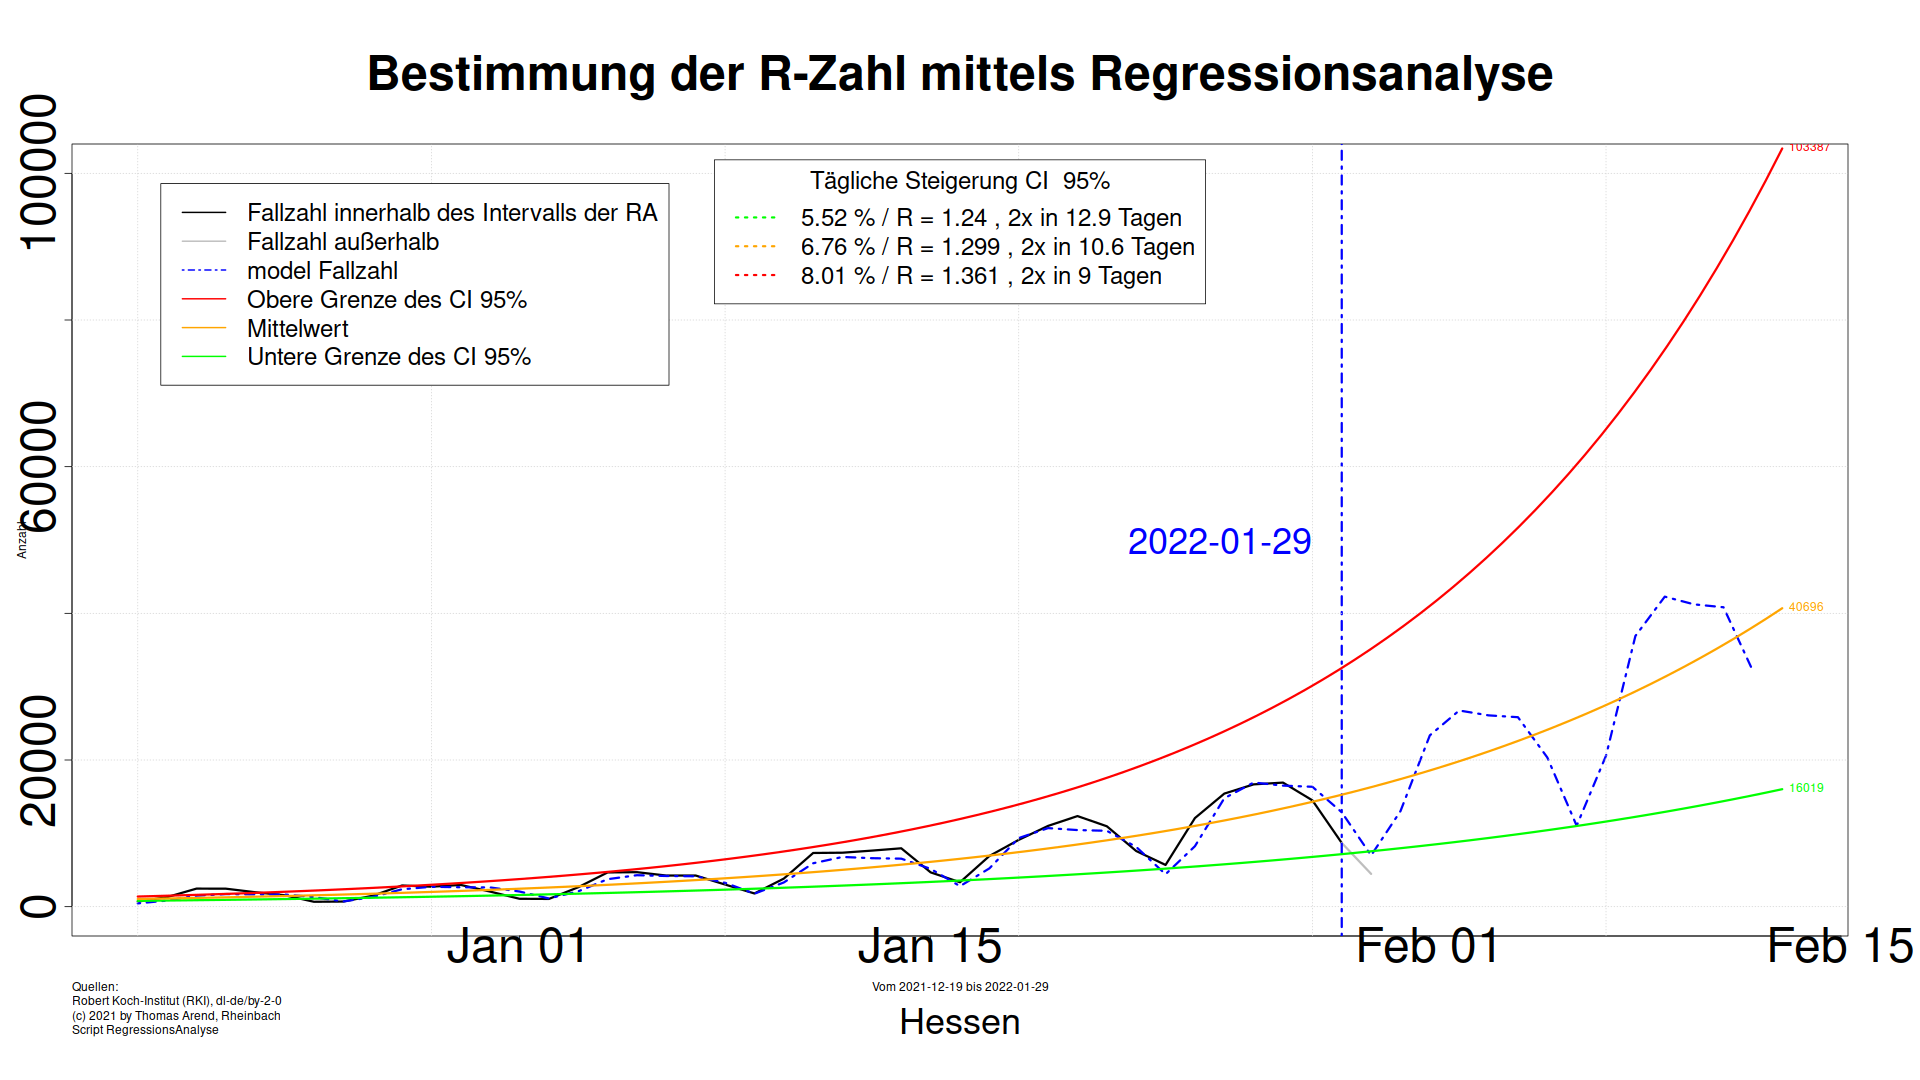 Bestimmung der R-Zahl mittels Regressionsanalyse
100000
60000
20000
0
Anzahl
Fallzahl innerhalb des Intervalls der RA
Fallzahl außerhalb
model Fallzahl
Obere Grenze des CI 95%
Mittelwert
Untere Grenze des CI 95%
Tägliche Steigerung CI 95%
5.52 % / R = 1.24 , 2x in 12.9 Tagen
6.76 % / R = 1.299 , 2x in 10.6 Tagen
8.01 % / R = 1.361 , 2x in 9 Tagen
103387
2022-01-29
40696
16019
Jan 01
Jan 15
Feb 01
Feb 15
Quellen:
Robert Koch-Institut (RKI), dl-de/by-2-0
(c) 2021 by Thomas Arend, Rheinbach
Script RegressionsAnalyse
Vom 2021-12-19 bis 2022-01-29
Hessen